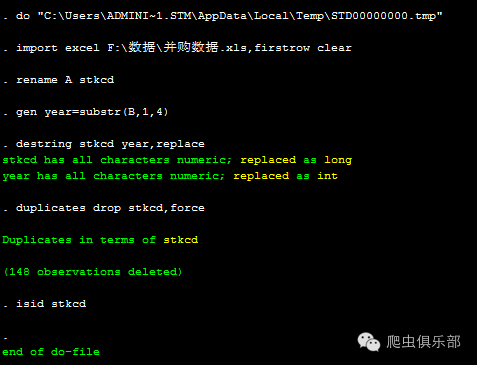 . do "C:\Users\ADMINI~1.STM\AppData\Local\Temp\STD00000000.tmp"
. import excel F:\数据\并购数据.xls,firstrow clear
. rename A stkcd
. gen year=substr(B,1,4)
. destring stkcd year,replace
stkcd has all characters numeric; replaced as long
year has all characters numeric; replaced as int
. duplicates drop stkcd,force
Duplicates in terms of stkcd
(148 observations deleted)
. isid stkcd
.
end of do-file
爬虫俱乐部